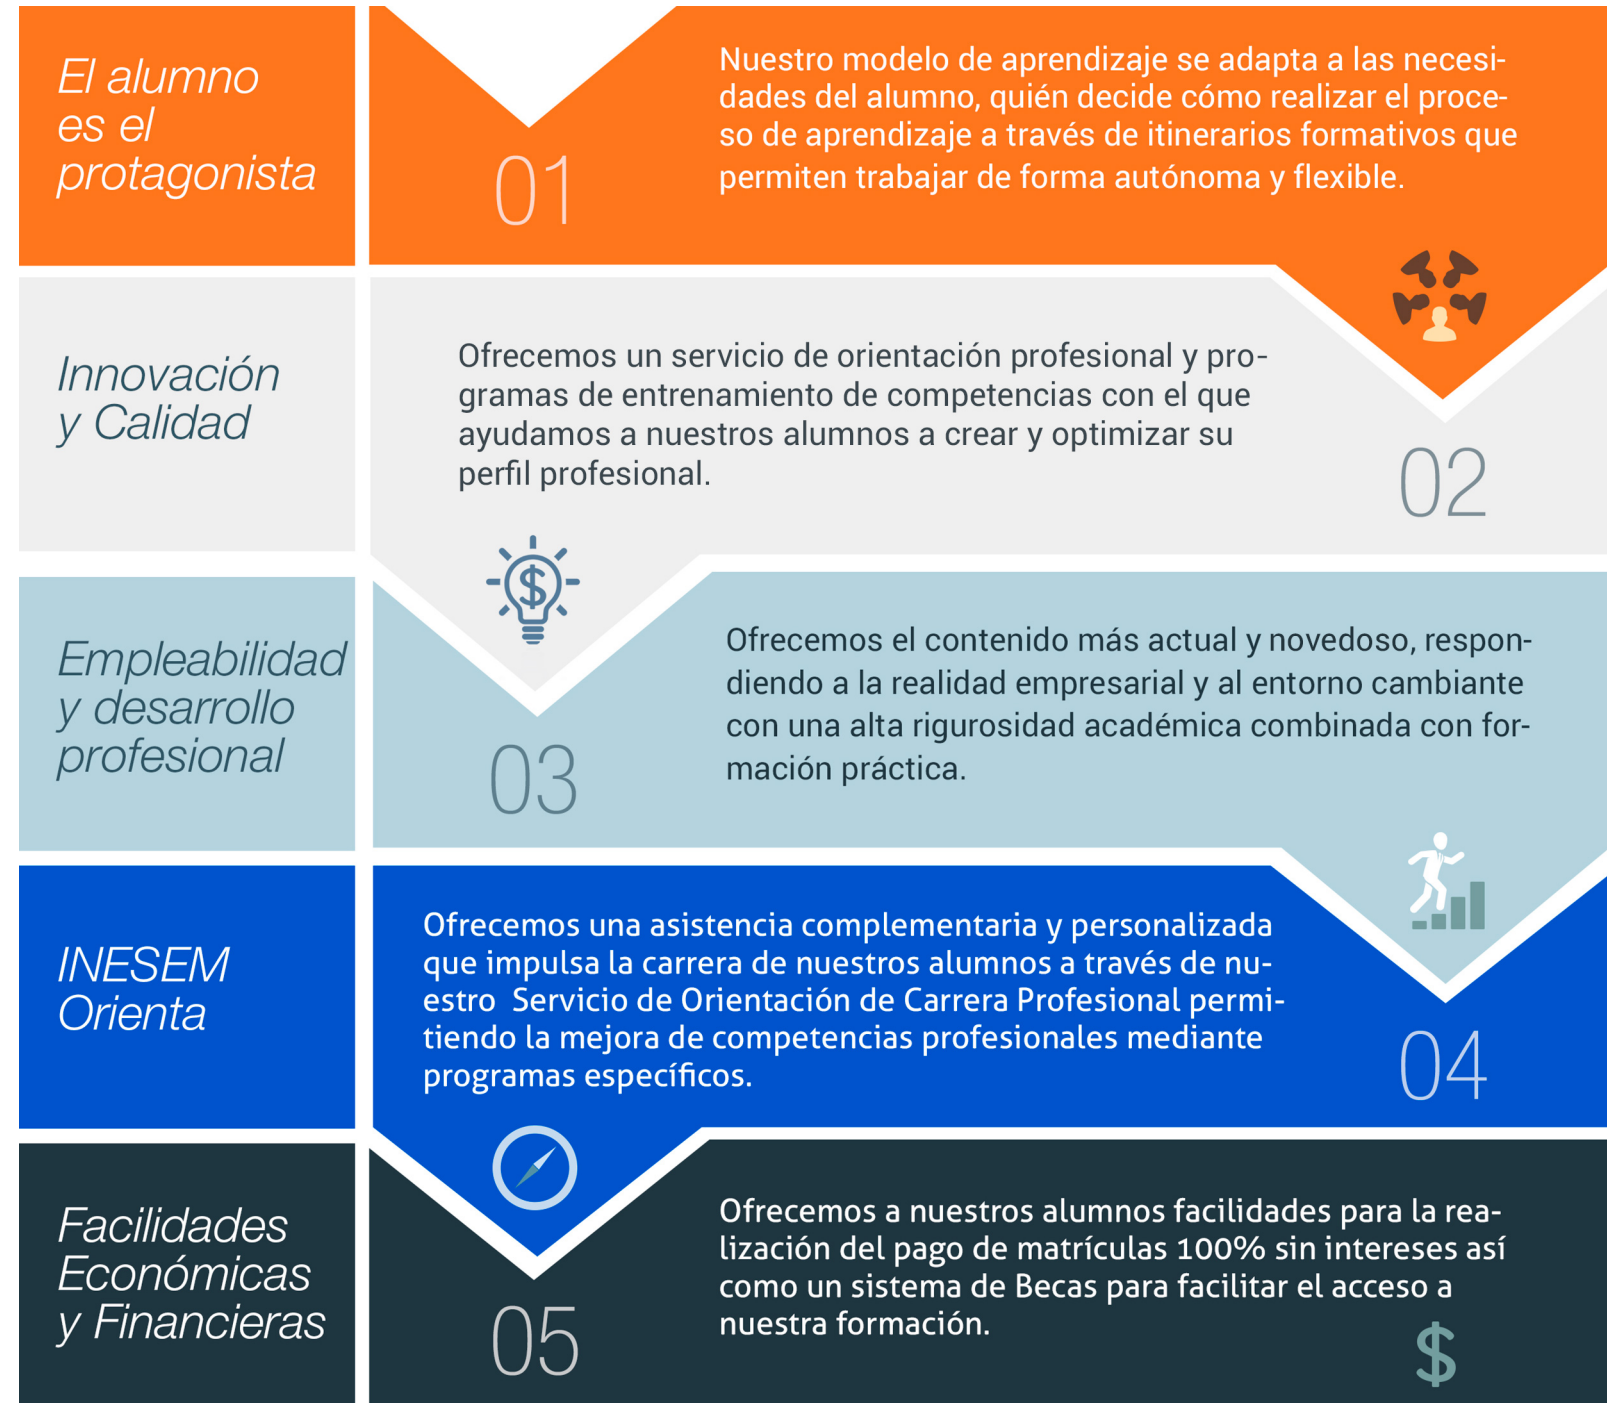 El alumno
es el
protagonista
01
Nuestro modelo de aprendizaje se adapta a las necesi-
dades del alumno, quién decide cómo realizar el proce-
so de aprendizaje a través de itinerarios formativos que
permiten trabajar de forma autónoma y flexible.
Innovación
y Calidad
Ofrecemos un servicio de orientación profesional y pro-
gramas de entrenamiento de competencias con el que
ayudamos a nuestros alumnos a crear y optimizar su
perfil profesional.
02
$
Empleabilidad
y desarrollo
profesional
03
Ofrecemos el contenido más actual y novedoso, respon-
diendo a la realidad empresarial y al entorno cambiante
con una alta rigurosidad académica combinada con for-
mación práctica.
INESEM
Orienta
Ofrecemos una asistencia complementaria y personalizada
que impulsa la carrera de nuestros alumnos a través de nu-
estro  Servicio de Orientación de Carrera Profesional permi-
tiendo la mejora de competencias profesionales mediante
programas específicos.
04
Facilidades
Económicas
y Financieras
05
Ofrecemos a nuestros alumnos facilidades para la rea-
lización del pago de matrículas 100% sin intereses así
como un sistema de Becas para facilitar el acceso a
nuestra formación.
$